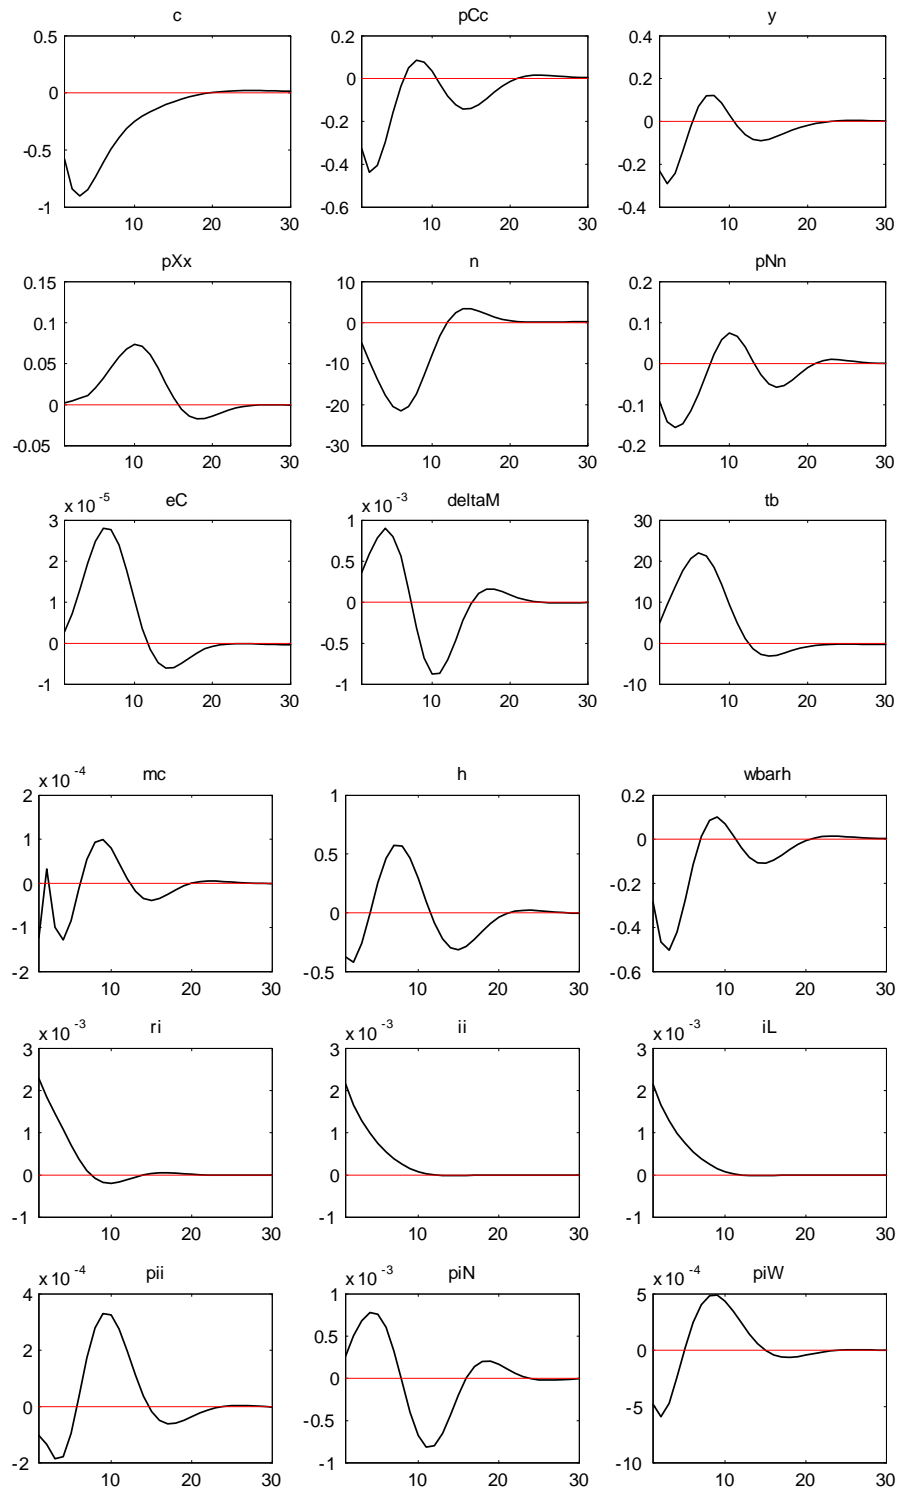 c pCc y
0.5 0.2 0.4
0 0 0.2
-0.5 -0.2 0
-0.4 -0.2
-1 -0.6 -0.4
10 20 30 10 20 30 10 20 30
pXx n pNn
0.15 10 0.2
0.1 0 0.1
0.05 -10 0
0 -20 -0.1
-0.05 -30 -0.2
10 20 30 10 20 30 10 20 30
x 10 -5 eC x 10 -3 deltaM tb
3 1 30
2 0.5 20
1 0 10
0 -0.5 0
-1 -1 -10
10 20 30 10 20 30 10 20 30
x 10 -4 mc h wbarh
2 1 0.2
1 0.5 0
0 0 -0.2
-1 -0.4
-2 -0.5 -0.6
10 20 30 10 20 30 10 20 30
x 10 -3 ri x 10 -3 ii x 10 -3 iL
3 3 3
2 2 2
1 1 1
0 0 0
-1 -1 -1
10 20 30 10 20 30 10 20 30
x 10 -4 pii x 10 -3 piN x 10 -4 piW
4 1 5
2 0.5 0
0 0 -5
-0.5
-2 -1 -10
10 20 30 10 20 30 10 20 30